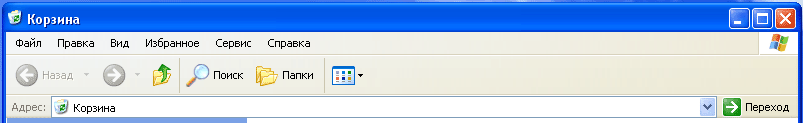 Корзина
Файл Правка Вид Избранное Сервис Справка
Назад Поиск Папки
Адрес: Корзина Переход